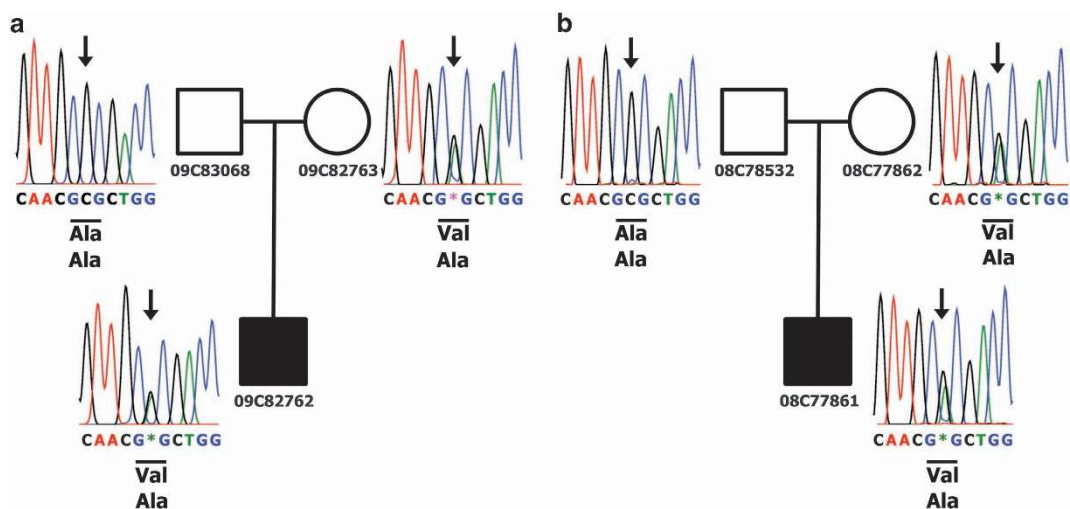 a
b
09C83068
09C82763
08C78532
08C77862
CAACGCGCTGG
CAACG*GCTGG
CAACGCGCTGG
CAACG*GCTGG
Ala
Ala
Val
Ala
Ala
Ala
Val
Ala
09C82762
08C77861
CAACG*GCTGG
CAACG*GCTGG
Val
Ala
Val
Ala